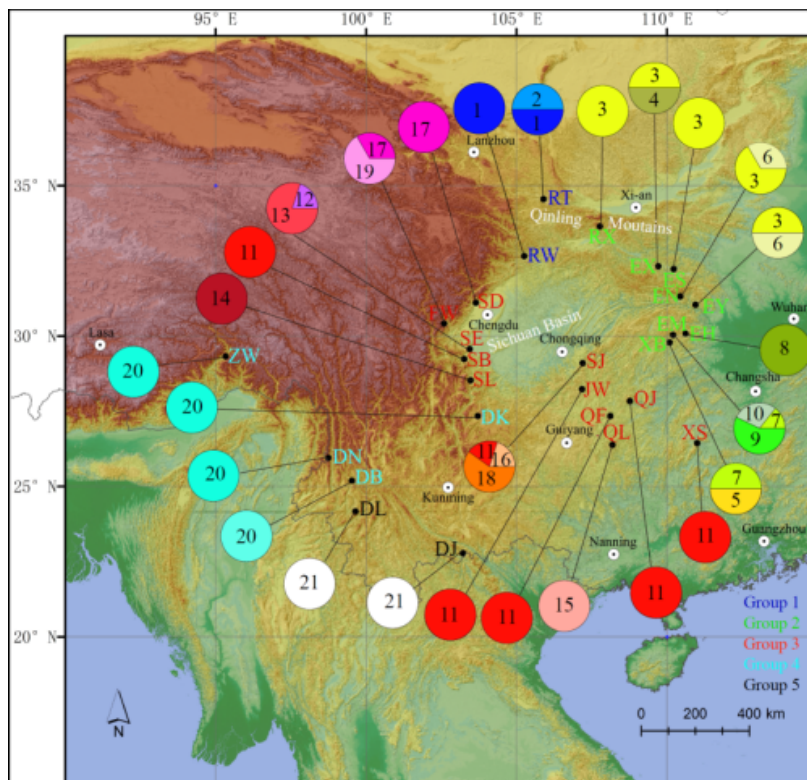 95° E
100° E
105° E
110° E
35° N
30° N
25° N
20° N
3
4
2
1
1
3
3
17
17
19
Lanzhou
6
3
12
13
RT
Xi-an
Qinling
Moutains
3
6
RX
11
RW
EX
ES
EN
14
SD
EY
LW
Chengdu
Wuhan
Lasa
SE
Sichuan Basin
EM
EH
ZW
SB
Chongqing
XH
8
20
SL
SJ
Changsha
JW
QJ
20
DK
QF
10
7
9
Guiyang
QL
XS
11
16
18
DN
20
DB
7
5
Kunming
DL
20
DJ
Nanning
11
Guangzhou
21
21
11
11
15
11
Group 1
Group 2
Group 3
Group 4
Group 5
N
0
200
400 km